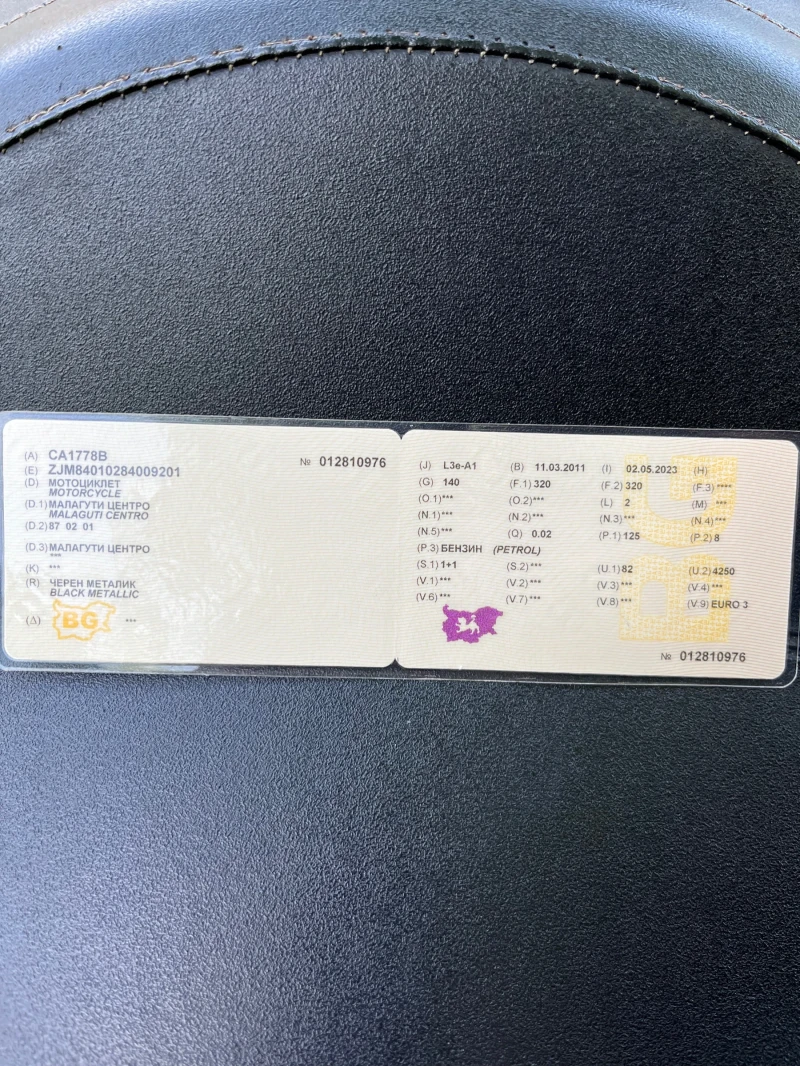 (A) CA1778B
(E) ZJM84010284009201
№ 012810976
(D) МОТОЦИКЛЕТ
MOTORCYCLE
(D.1) МАЛАГУТИ ЦЕНТРО
MALAGUTI CENTRO
(D.2) 87 02 01
(D.3) МАЛАГУТИ ЦЕНТРО
***
(K) ***
(R) ЧЕРЕН МЕТАЛИК
BLACK METALLIC
(Δ) BG ***
(J) L3e-A1 (B) 11.03.2011 (I) 02.05.2023 (H)
(G) 140 (F.1) 320 (F.2) 320 (F.3) ****
(O.1) *** (O.2) *** (L) 2 (M) ***
(N.1) *** (N.2) *** (N.3) *** (N.4) ***
(N.5) *** (Q) 0.02 (P.1) 125 (P.2) 8
(P.3) БЕНЗИН (PETROL)
(S.1) 1+1 (S.2) *** (U.1) 82 (U.2) 4250
(V.1) *** (V.2) *** (V.3) *** (V.4) ***
(V.6) *** (V.7) *** (V.8) *** (V.9) EURO 3
BG
№ 012810976